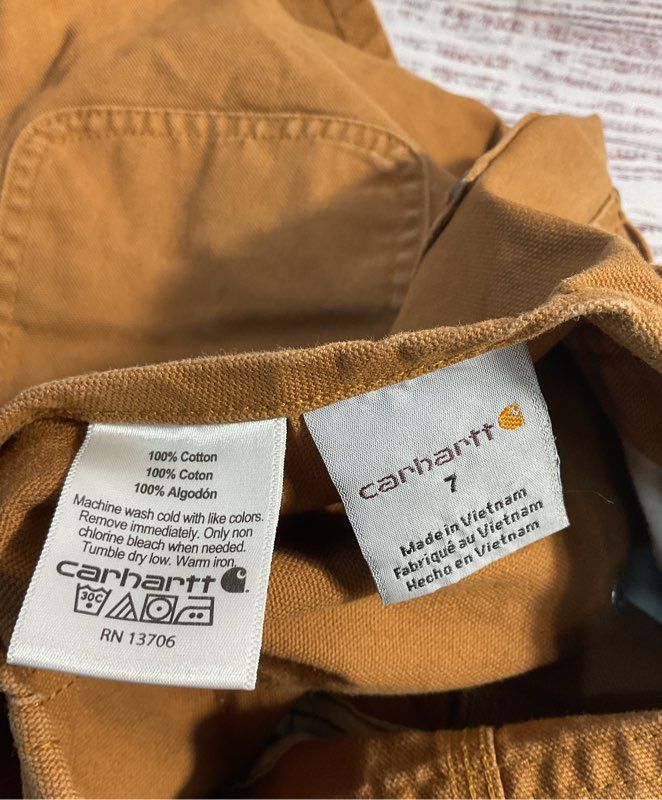 100% Cotton
100% Coton
100% Algodón
Machine wash cold with like colors.
Remove immediately. Only non
chlorine bleach when needed.
Tumble dry low. Warm iron.
carhartt
30C
RN 13706
carhartt
7
Made in Vietnam
Fabriqué au Vietnam
Hecho en Vietnam